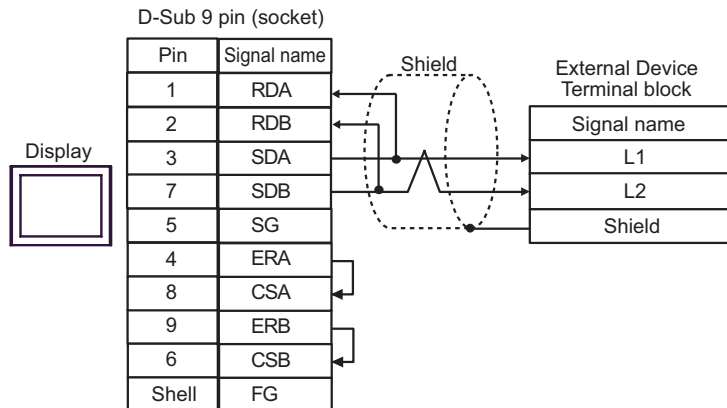 D-Sub 9 pin (socket)
Pin Signal name
1 RDA
2 RDB
3 SDA
7 SDB
5 SG
4 ERA
8 CSA
9 ERB
6 CSB
Shell FG
Display
Shield
External Device
Terminal block
Signal name
L1
L2
Shield